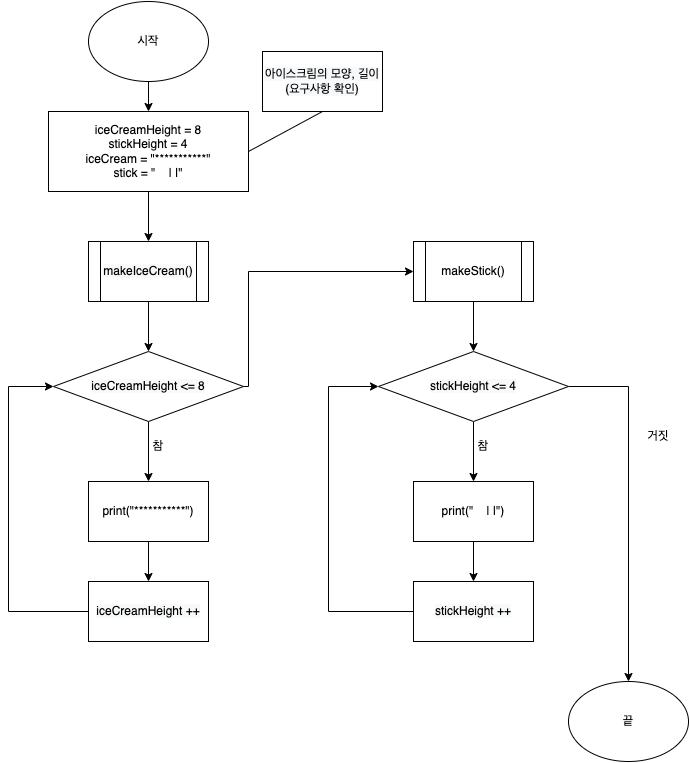 시작
아이스크림의 모양, 길이
(요구사항 확인)
iceCreamHeight = 8
stickHeight = 4
iceCream = "***********"
stick = "    | |"
makeIceCream()
makeStick()
iceCreamHeight <= 8
stickHeight <= 4
거짓
참
참
print("***********")
print("    | |")
iceCreamHeight ++
stickHeight ++
끝